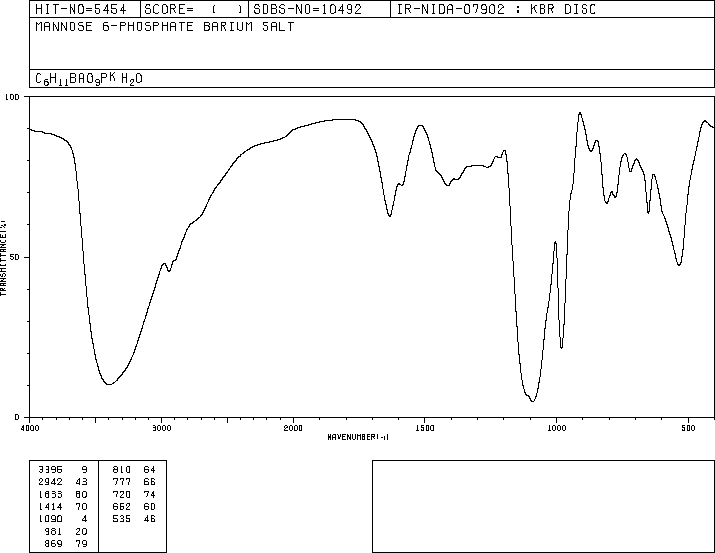 HIT-NO=5454 SCORE= ( ) SDBS-NO=10492 IR-NIDA-07902 : KBR DISC
MANNOSE 6-PHOSPHATE BARIUM SALT
C6H11BAO9PK H2O
100
50
0
TRANSMITTANCE(%)
4000 3000 2000 1500 1000 500
WAVENUMBER(-1)
3395 9 810 64
2942 43 777 66
1633 60 720 74
1414 70 652 60
1090 4 535 46
981 20
869 79